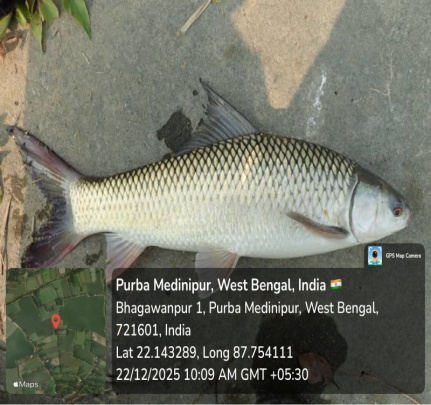 GPS Map Camera
Purba Medinipur, West Bengal, India 🇮🇳
Bhagawanpur 1, Purba Medinipur, West Bengal,
721601, India
Lat 22.143289, Long 87.754111
22/12/2025 10:09 AM GMT +05:30
Maps